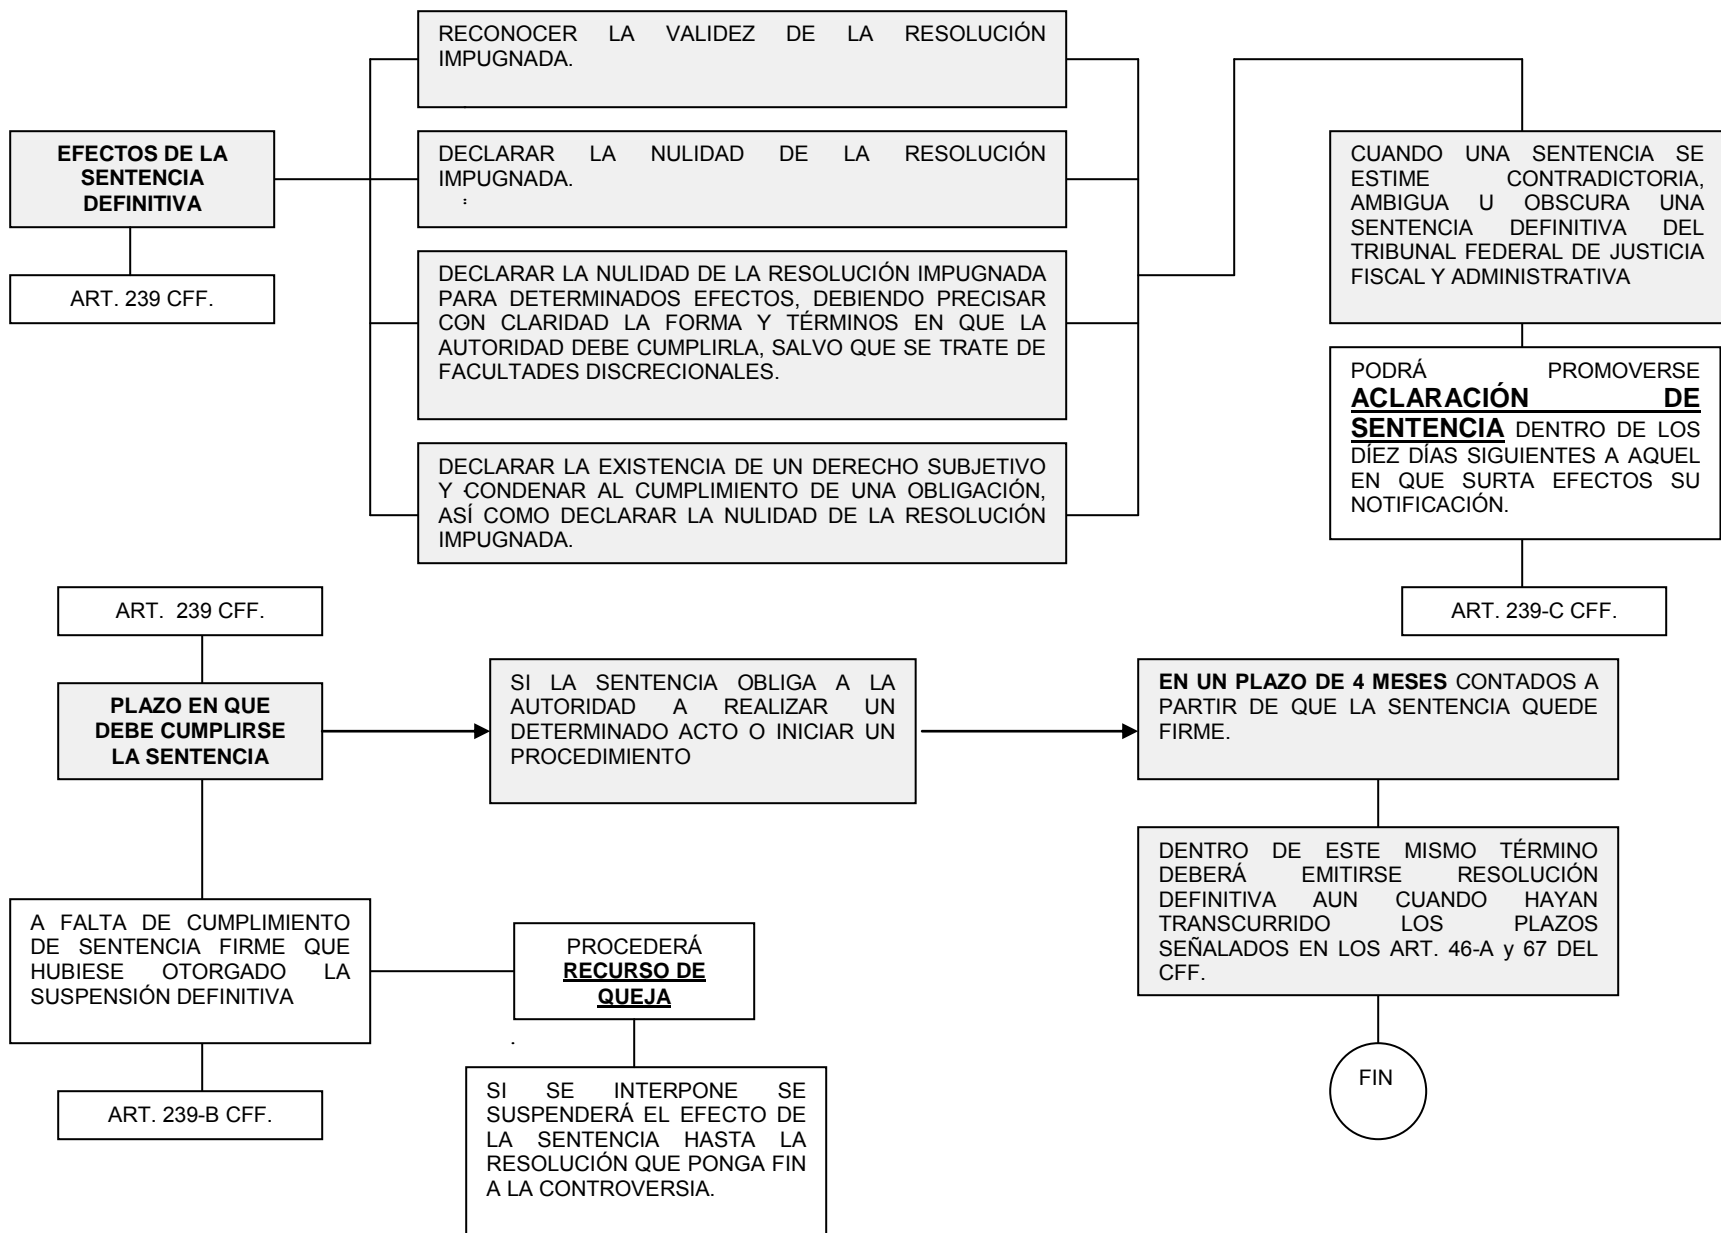 RECONOCER LA VALIDEZ DE LA RESOLUCIÓN
IMPUGNADA.
EFECTOS DE LA
SENTENCIA
DEFINITIVA
ART. 239 CFF.
DECLARAR LA NULIDAD DE LA RESOLUCIÓN
IMPUGNADA.
DECLARAR LA NULIDAD DE LA RESOLUCIÓN IMPUGNADA
PARA DETERMINADOS EFECTOS, DEBIENDO PRECISAR
CON CLARIDAD LA FORMA Y TÉRMINOS EN QUE LA
AUTORIDAD DEBE CUMPLIRLA, SALVO QUE SE TRATE DE
FACULTADES DISCRECIONALES.
DECLARAR LA EXISTENCIA DE UN DERECHO SUBJETIVO
Y CONDENAR AL CUMPLIMIENTO DE UNA OBLIGACIÓN,
ASÍ COMO DECLARAR LA NULIDAD DE LA RESOLUCIÓN
IMPUGNADA.
CUANDO UNA SENTENCIA SE
ESTIME CONTRADICTORIA,
AMBIGUA U OBSCURA UNA
SENTENCIA DEFINITIVA DEL
TRIBUNAL FEDERAL DE JUSTICIA
FISCAL Y ADMINISTRATIVA
PODRÁ PROMOVERSE
ACLARACIÓN DE
SENTENCIA DENTRO DE LOS
DÍEZ DÍAS SIGUIENTES A AQUEL
EN QUE SURTA EFECTOS SU
NOTIFICACIÓN.
ART. 239-C CFF.
ART. 239 CFF.
PLAZO EN QUE
DEBE CUMPLIRSE
LA SENTENCIA
SI LA SENTENCIA OBLIGA A LA
AUTORIDAD A REALIZAR UN
DETERMINADO ACTO O INICIAR UN
PROCEDIMIENTO
EN UN PLAZO DE 4 MESES CONTADOS A
PARTIR DE QUE LA SENTENCIA QUEDE
FIRME.
DENTRO DE ESTE MISMO TÉRMINO
DEBERÁ EMITIRSE RESOLUCIÓN
DEFINITIVA AUN CUANDO HAYAN
TRANSCURRIDO LOS PLAZOS
SEÑALADOS EN LOS ART. 46-A y 67 DEL
CFF.
FIN
A FALTA DE CUMPLIMIENTO
DE SENTENCIA FIRME QUE
HUBIESE OTORGADO LA
SUSPENSIÓN DEFINITIVA
ART. 239-B CFF.
PROCEDERÁ
RECURSO DE
QUEJA
SI SE INTERPONE SE
SUSPENDERÁ EL EFECTO DE
LA SENTENCIA HASTA LA
RESOLUCIÓN QUE PONGA FIN
A LA CONTROVERSIA.